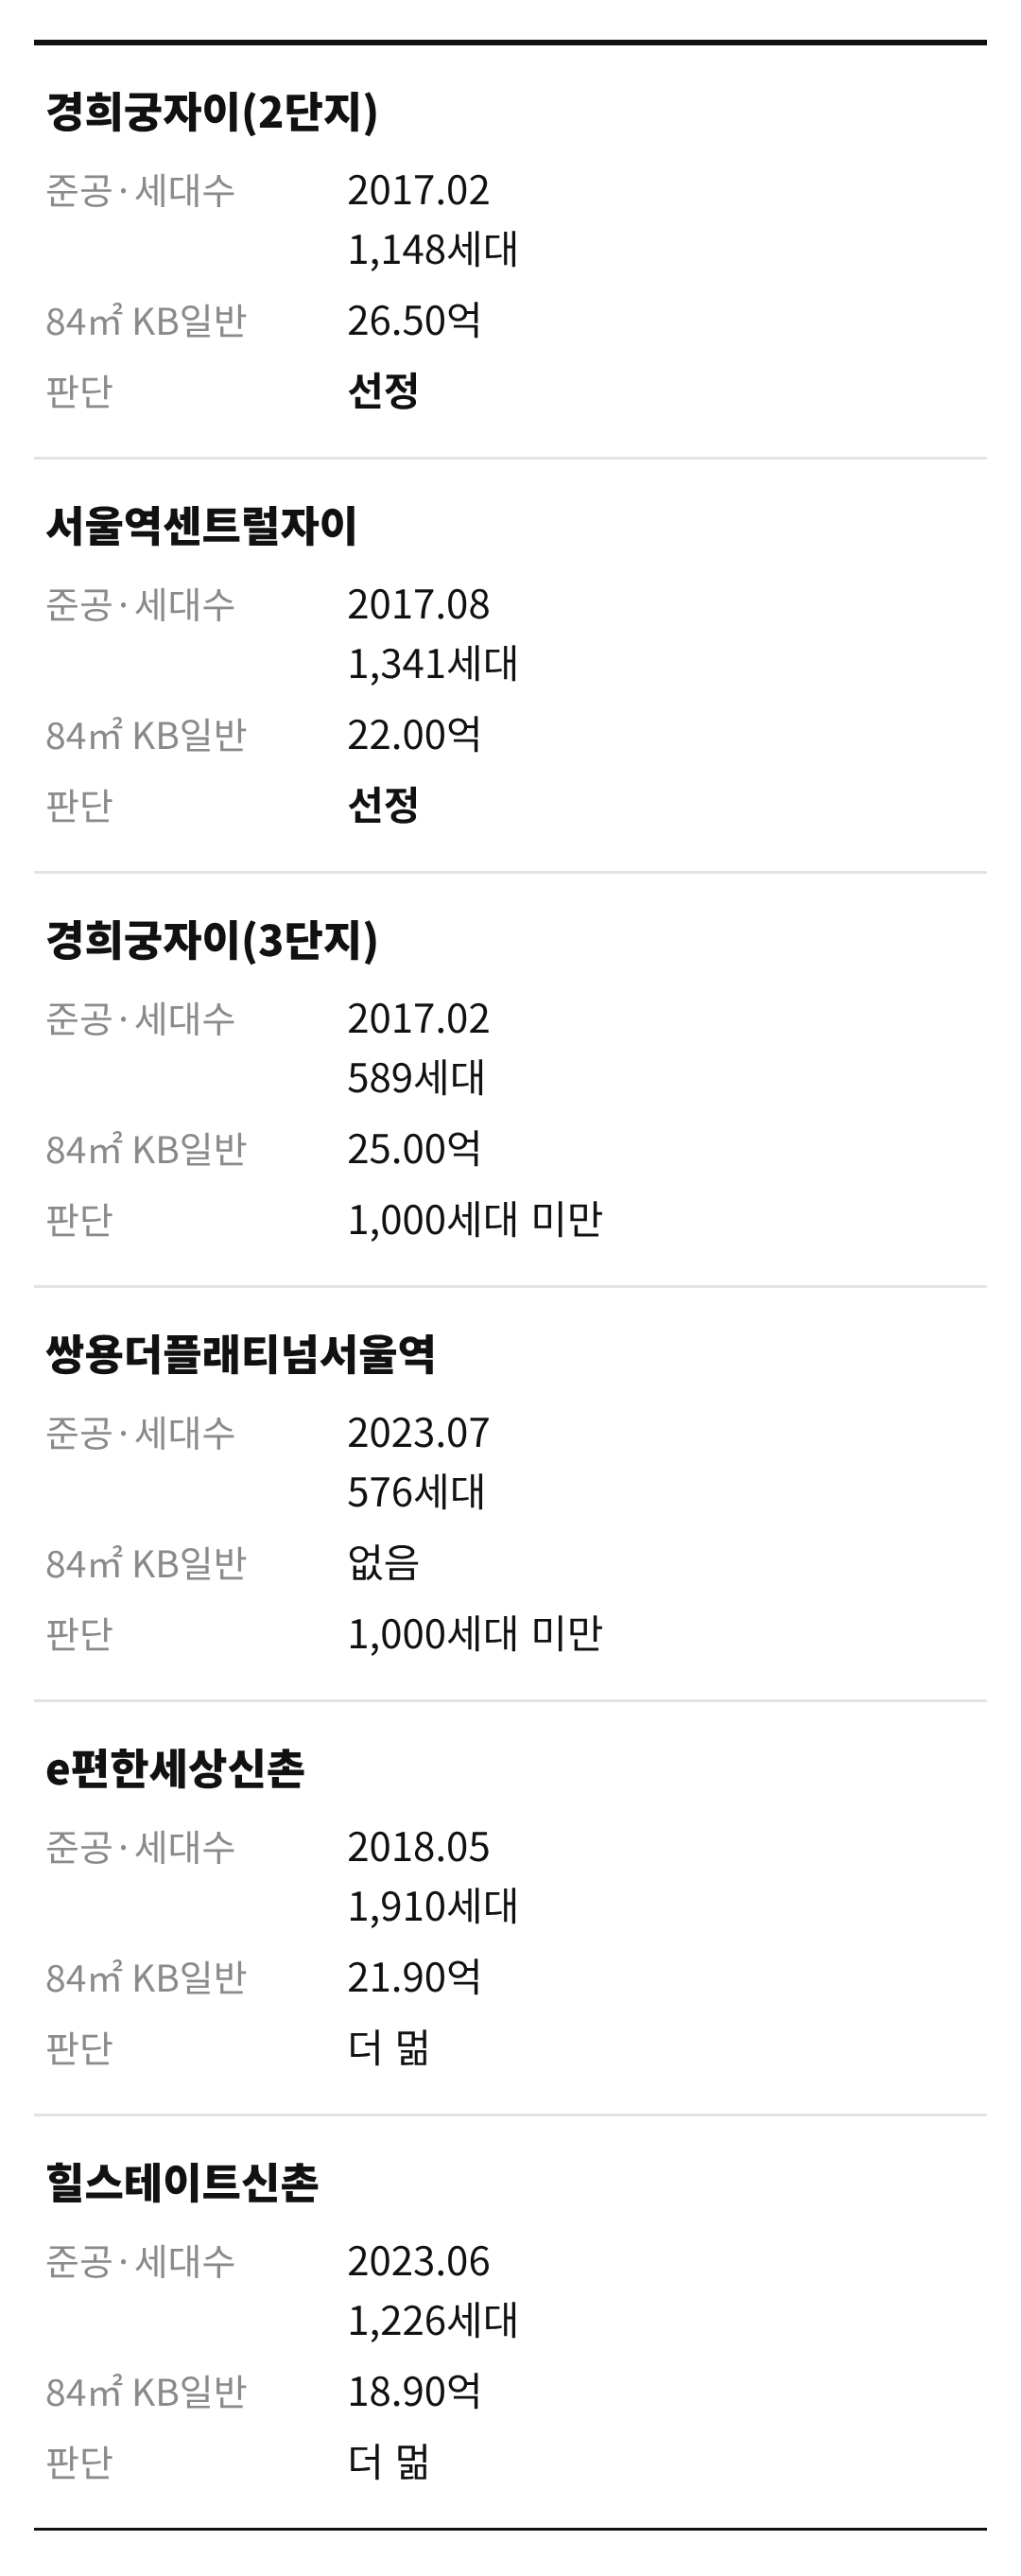 경희궁자이(2단지)
준공·세대수 2017.02
1,148세대
84㎡ KB일반 26.50억
판단 선정
서울역센트럴자이
준공·세대수 2017.08
1,341세대
84㎡ KB일반 22.00억
판단 선정
경희궁자이(3단지)
준공·세대수 2017.02
589세대
84㎡ KB일반 25.00억
판단 1,000세대 미만
쌍용더플래티넘서울역
준공·세대수 2023.07
576세대
84㎡ KB일반 없음
판단 1,000세대 미만
e편한세상신촌
준공·세대수 2018.05
1,910세대
84㎡ KB일반 21.90억
판단 더 멂
힐스테이트신촌
준공·세대수 2023.06
1,226세대
84㎡ KB일반 18.90억
판단 더 멂